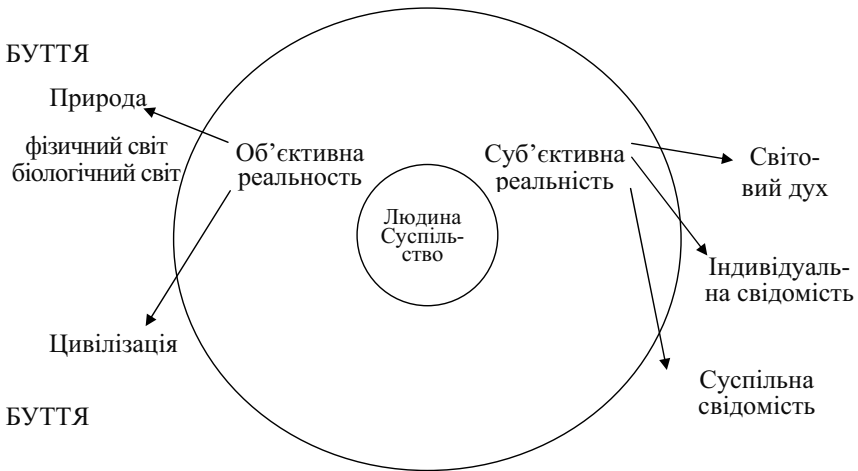 БУТТЯ
Природа
фізичний світ
біологічний світ
Об’єктивна
реальность
Суб’єктивна
реальність
Людина
Суспіль-
ство
Світо-
вий дух
Індивідуаль-
на свідомість
Цивілізація
Суспільна
свідомість
БУТТЯ